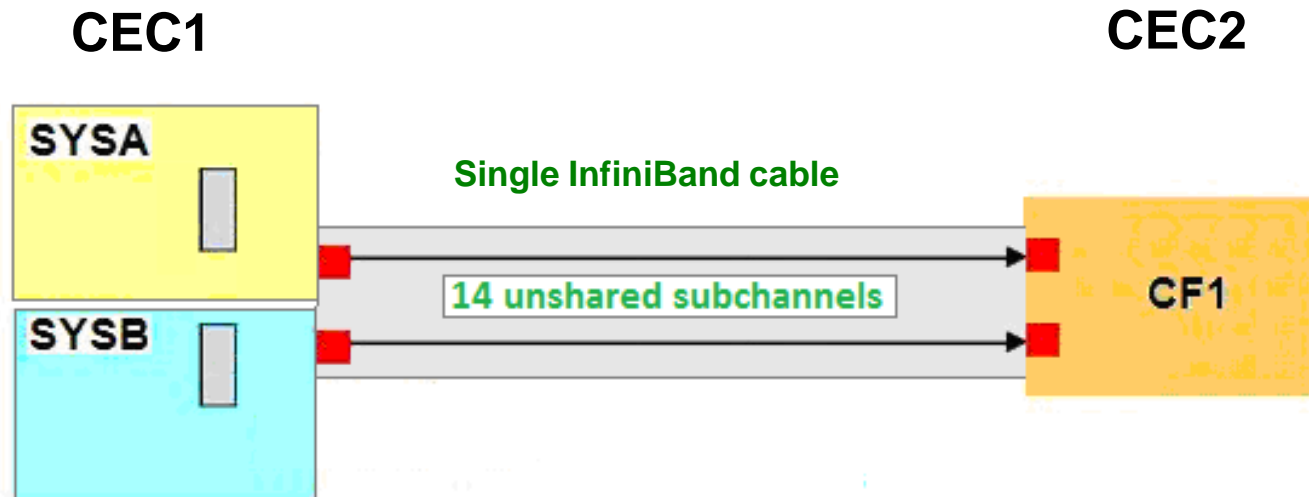 CEC1
CEC2
SYSA
Single InfiniBand cable
14 unshared subchannels
CF1
SYSB